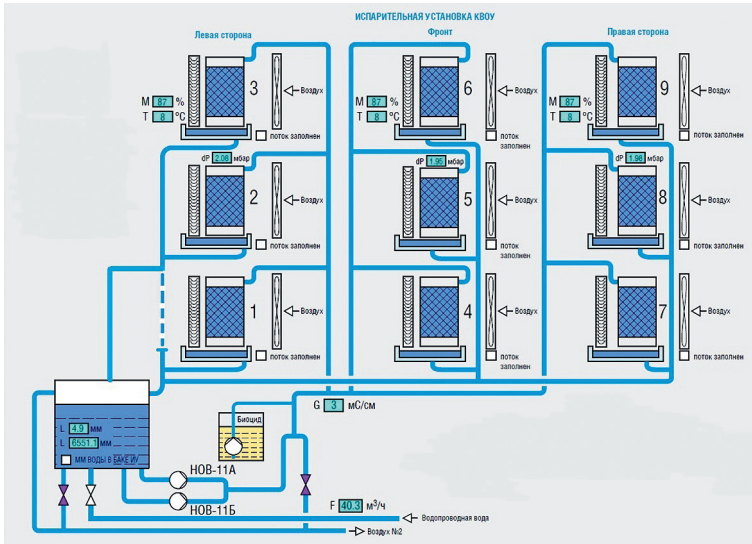 ИСПАРИТЕЛЬНАЯ УСТАНОВКА КВОУ
Левая сторона
Фронт
Правая сторона
3
Воздух
M 87 %
T 8 °C
поток заполнен
6
Воздух
M 87 %
T 8 °C
поток
заполнен
9
Воздух
M 87 %
T 8 °C
поток заполнен
dP 2.08 мбар
2
Воздух
поток заполнен
dP 1.95 мбар
5
Воздух
поток
заполнен
dP 1.98 мбар
8
Воздух
поток заполнен
1
Воздух
поток заполнен
4
Воздух
поток
заполнен
7
Воздух
поток заполнен
G 3 мС/см
L 4.9 мм
L 6551.1 мм
ММ ВОДЫ В БАКЕ ИУ
Биоцид
НОВ-11А
НОВ-11Б
F 40.3 м³/ч
Водопроводная вода
Воздух №2